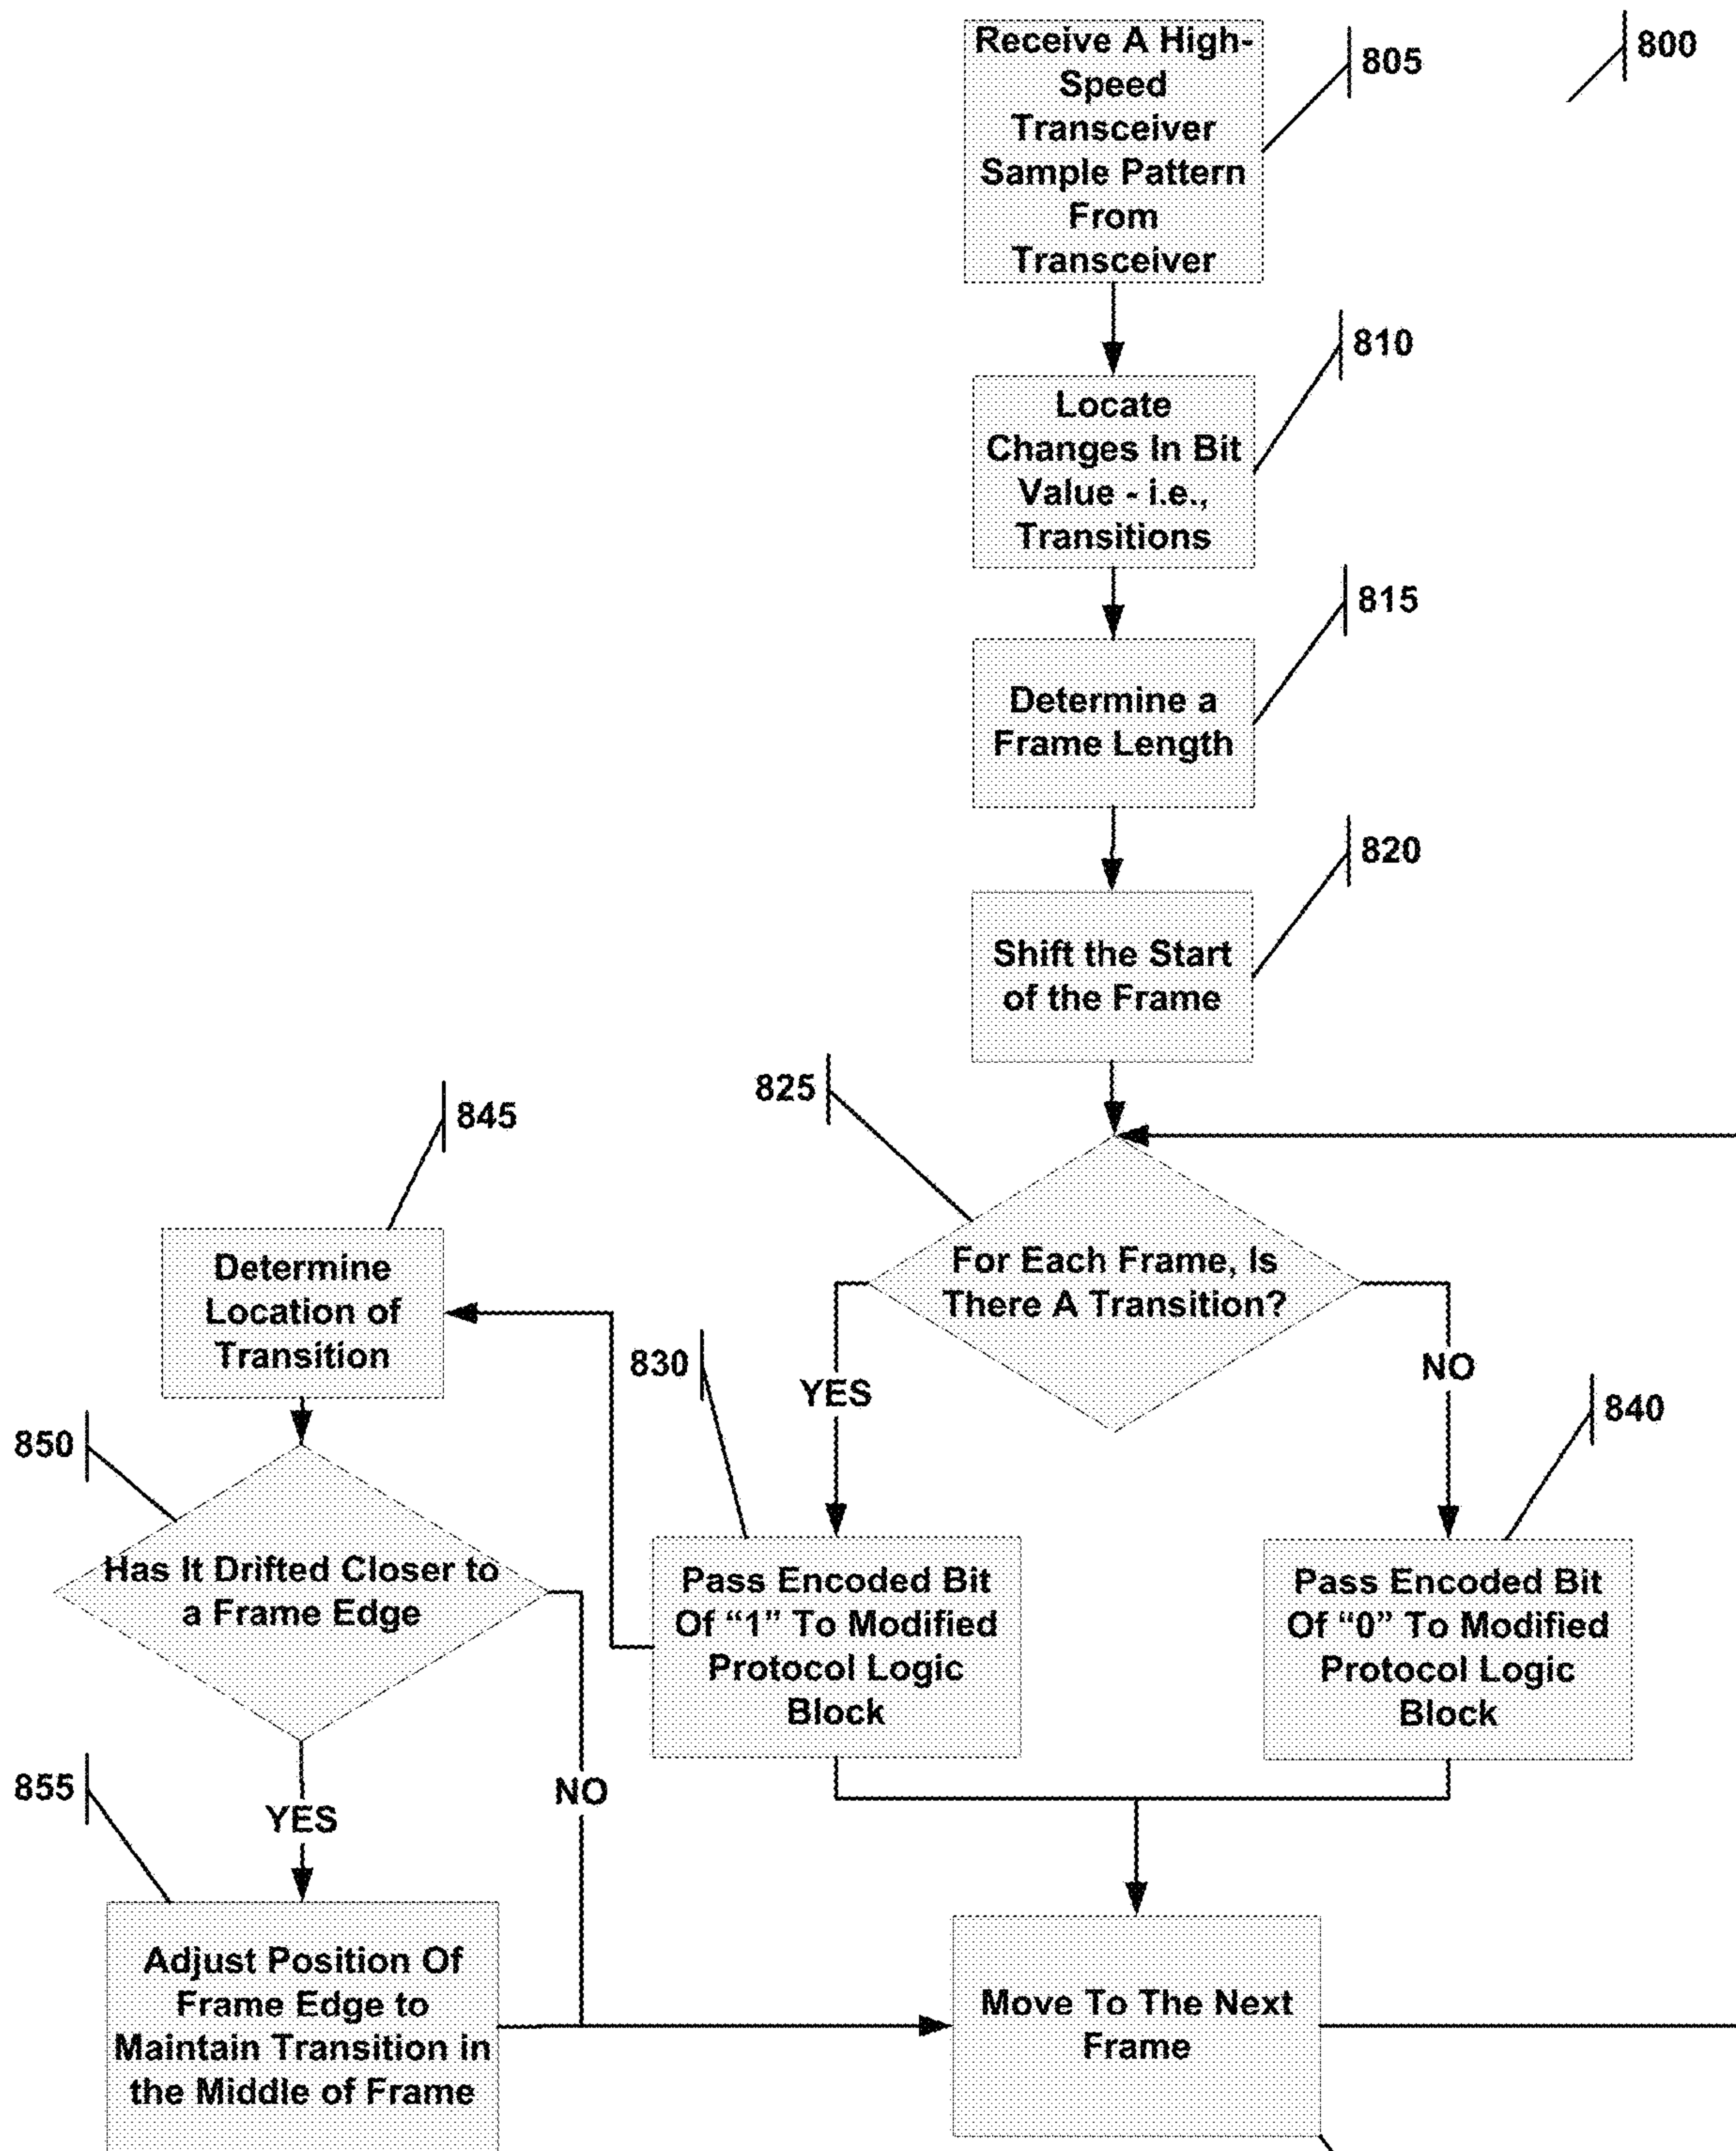 800
Receive A High-
Speed
Transceiver
Sample Pattern
From
Transceiver
805
Locate
Changes In Bit
Value - i.e.,
Transitions
810
Determine a
Frame Length
815
Shift the Start
of the Frame
820
825
For Each Frame, Is
There A Transition?
YES
NO
830
Pass Encoded Bit
Of “1” To Modified
Protocol Logic
Block
840
Pass Encoded Bit
Of “0” To Modified
Protocol Logic
Block
845
Determine
Location of
Transition
850
Has It Drifted Closer to
a Frame Edge
YES
NO
855
Adjust Position Of
Frame Edge to
Maintain Transition in
the Middle of Frame
Move To The Next
Frame